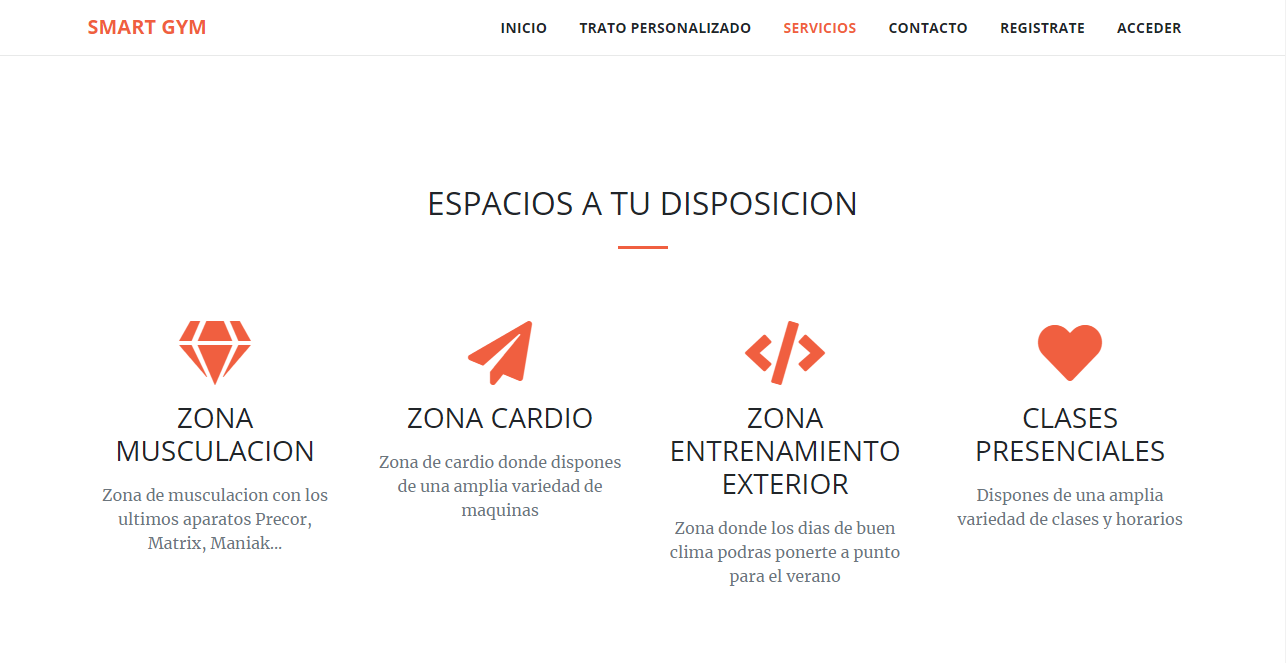 SMART GYM
INICIO
TRATO PERSONALIZADO
SERVICIOS
CONTACTO
REGISTRATE
ACCEDER
ESPACIOS A TU DISPOSICION
ZONA
MUSCULACION
Zona de musculacion con los
ultimos aparatos Precor,
Matrix, Maniak...
ZONA CARDIO
Zona de cardio donde dispones
de una amplia variedad de
maquinas
ZONA
ENTRENAMIENTO
EXTERIOR
Zona donde los dias de buen
clima podras ponerte a punto
para el verano
CLASES
PRESENCIALES
Dispones de una amplia
variedad de clases y horarios